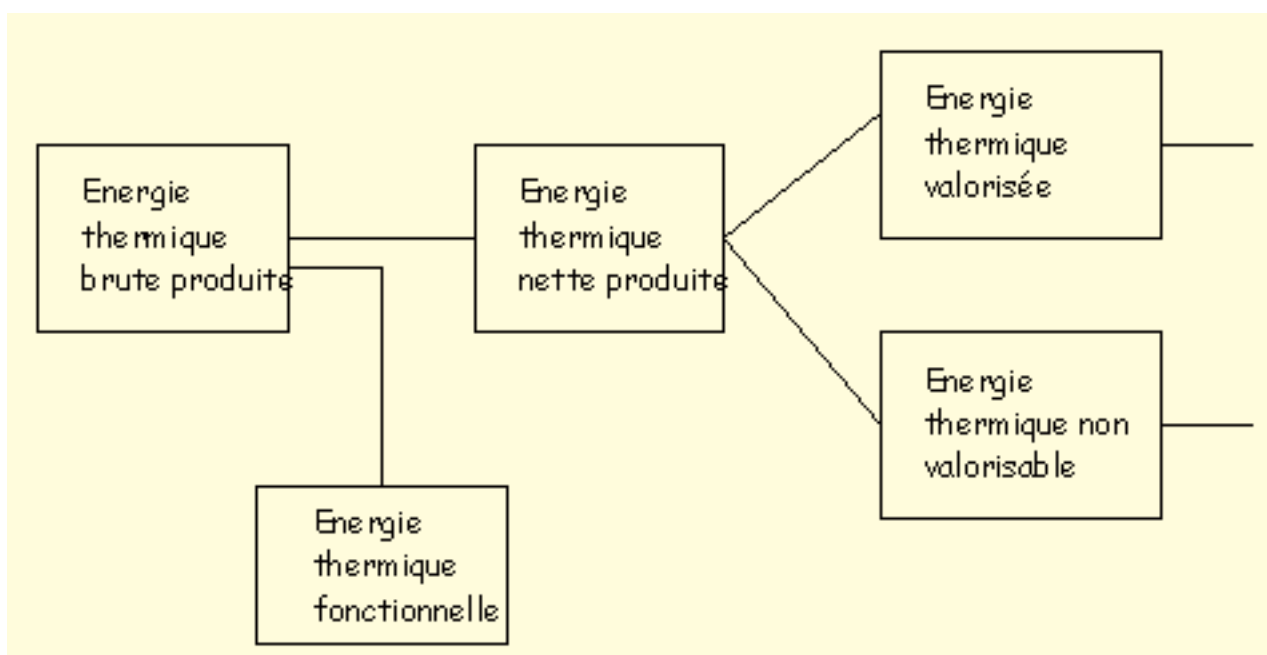 Energie
thermique
brute produite
Energie
thermique
nette produite
Energie
thermique
valorisée
Energie
thermique non
valorisable
Energie
thermique
fonctionnelle